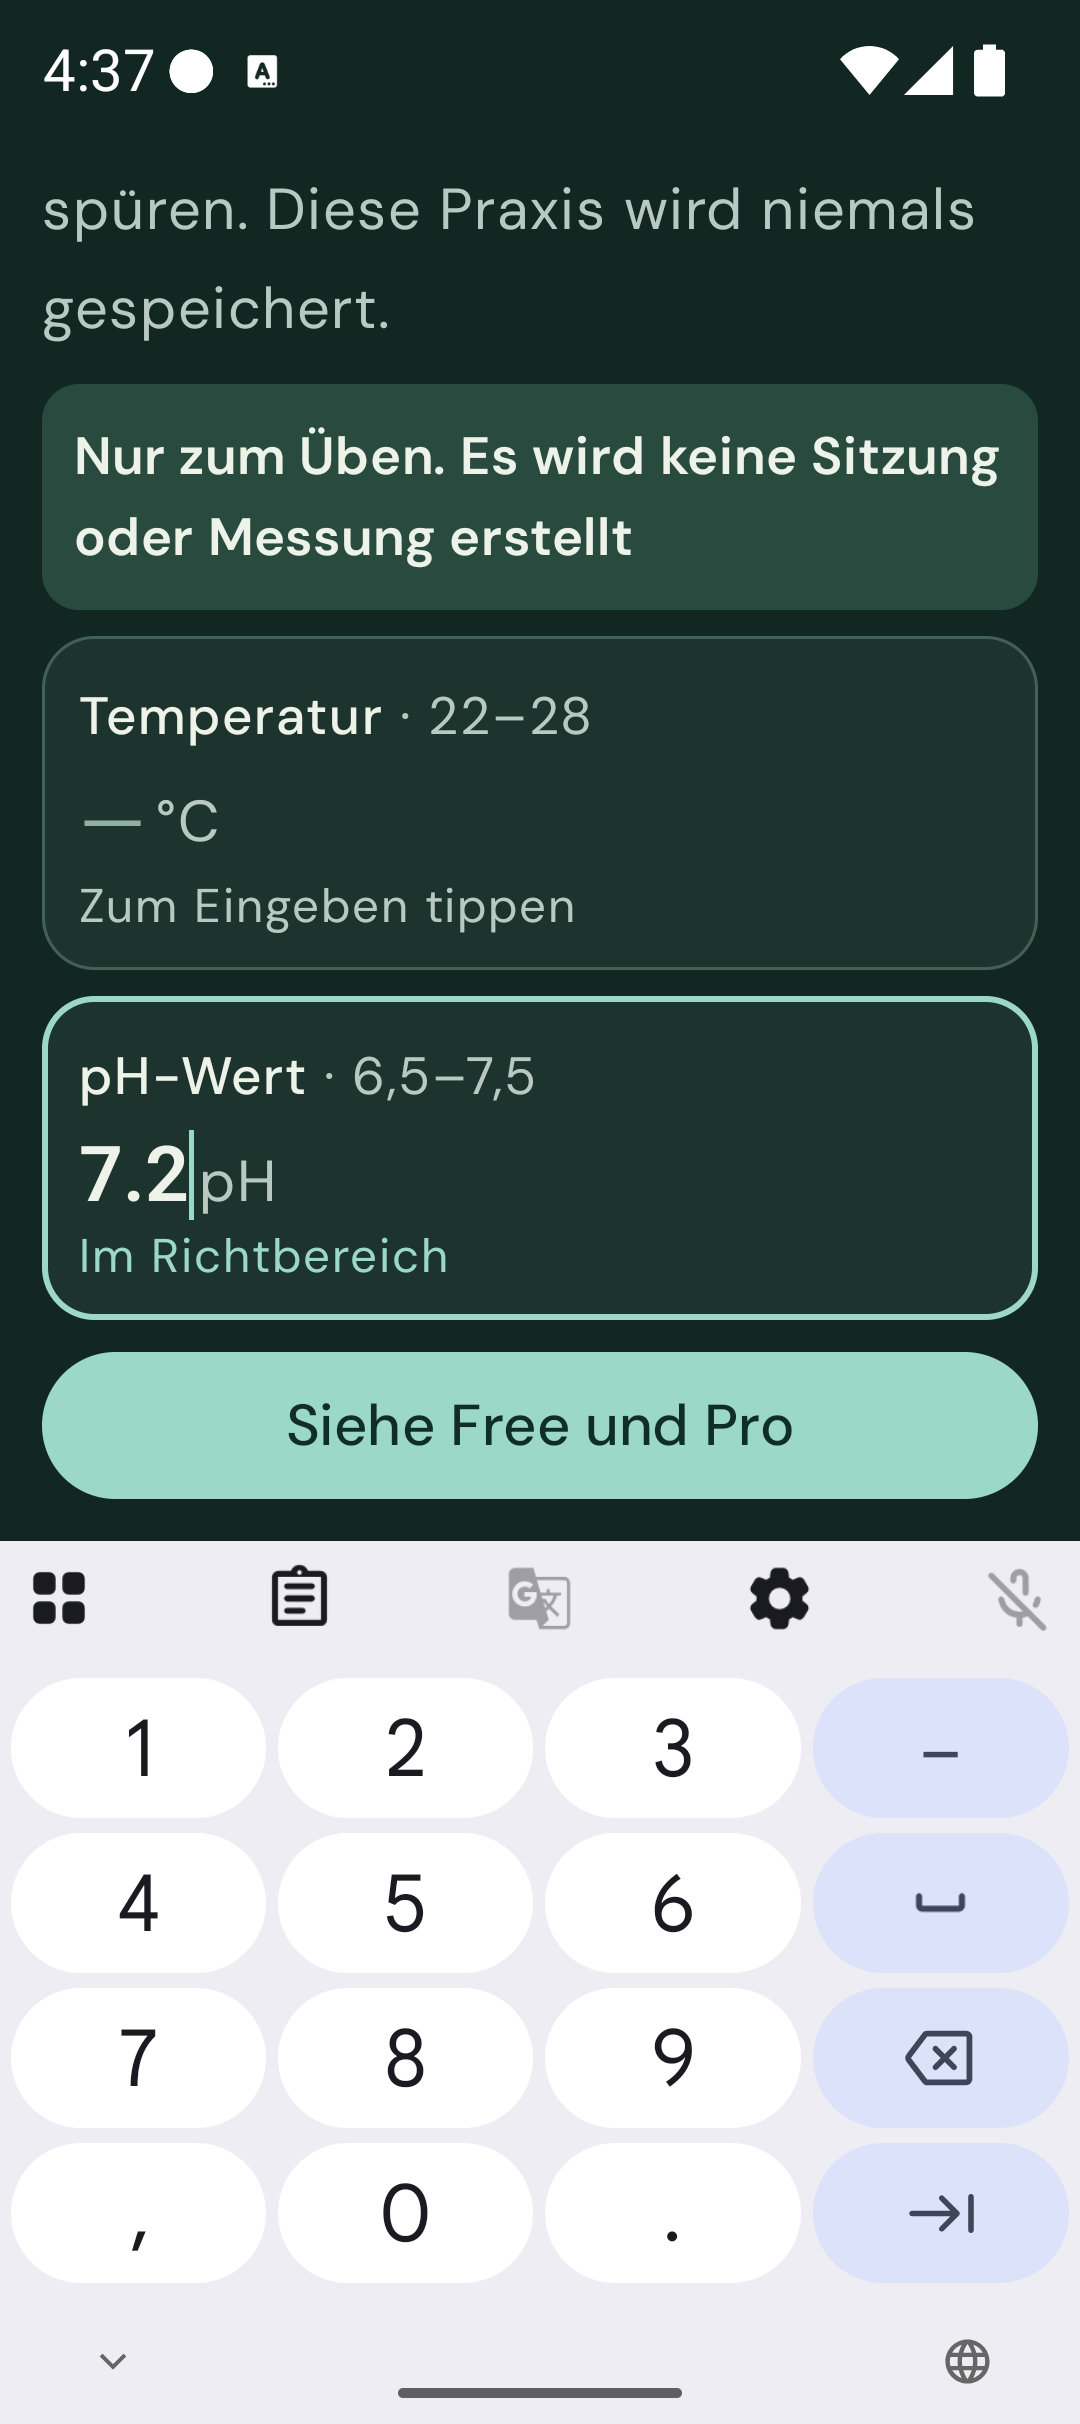 4:37
spüren. Diese Praxis wird niemals
gespeichert.
Nur zum Üben. Es wird keine Sitzung
oder Messung erstellt
Temperatur · 22–28
— °C
Zum Eingeben tippen
pH-Wert · 6,5–7,5
7.2 pH
Im Richtbereich
Siehe Free und Pro
1 2 3 –
4 5 6
7 8 9
, 0 .